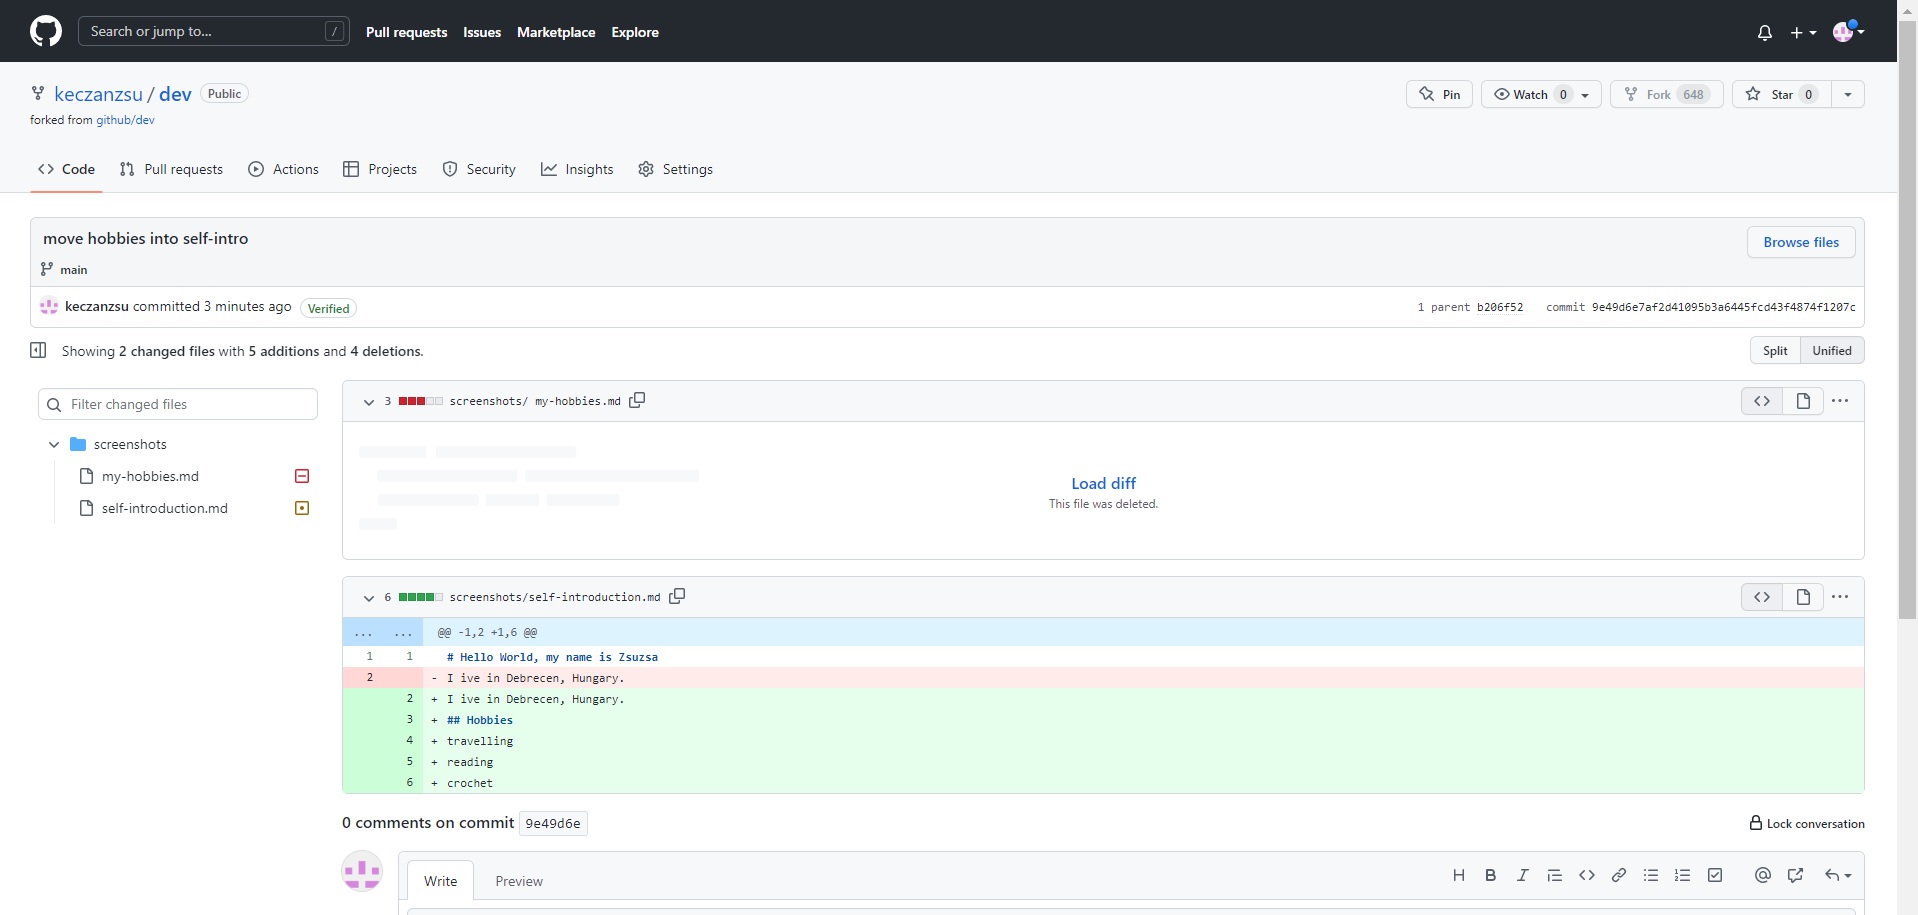 Search or jump to... /
Pull requests Issues Marketplace Explore
keczanzsu / dev Public
Pin Watch 0 Fork 648 Star 0
forked from github/dev
Code Pull requests Actions Projects Security Insights Settings
move hobbies into self-intro
Browse files
main
keczanzsu committed 3 minutes ago Verified
1 parent b206f52 commit 9e49d6e7af2d41095b3a6445fcd43f4874f1207c
Showing 2 changed files with 5 additions and 4 deletions.
Split Unified
Filter changed files
screenshots
my-hobbies.md
self-introduction.md
3 screenshots/ my-hobbies.md
Load diff
This file was deleted.
6 screenshots/self-introduction.md
... ... @@ -1,2 +1,6 @@
1 1 # Hello World, my name is Zsuzsa
2 - I ive in Debrecen, Hungary.
2 + I ive in Debrecen, Hungary.
3 + ## Hobbies
4 + travelling
5 + reading
6 + crochet
0 comments on commit 9e49d6e
Lock conversation
Write Preview